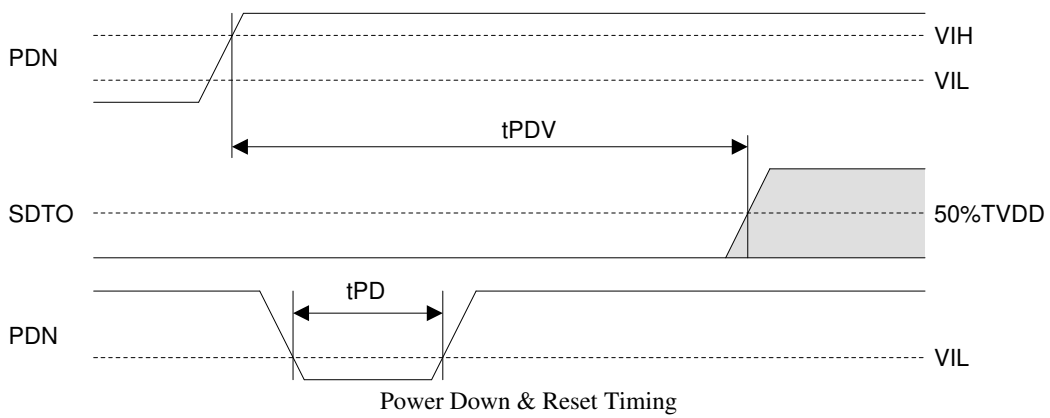 PDN
VIH
VIL
tPDV
SDTO
50%TVDD
tPD
PDN
VIL
Power Down & Reset Timing